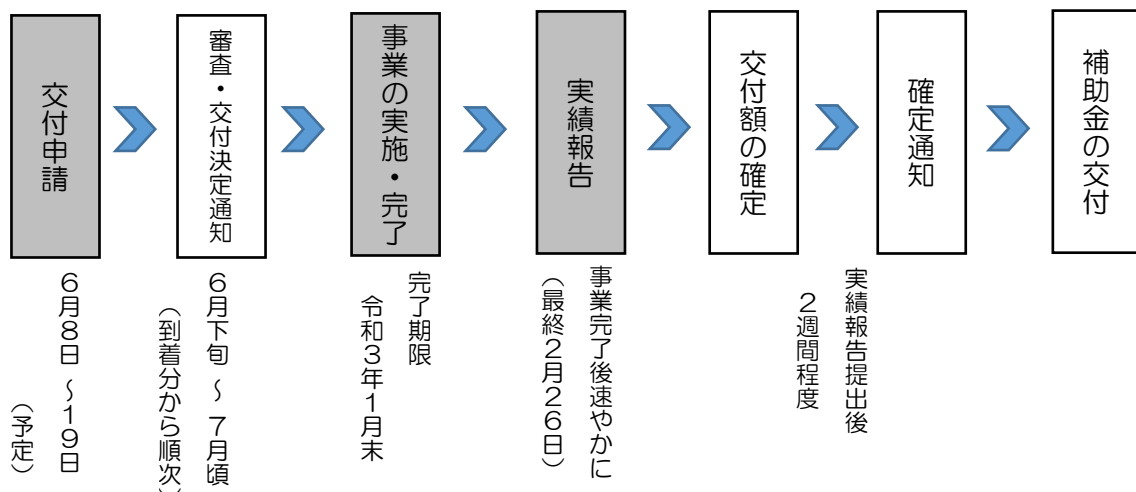 交付申請
審査・交付決定通知
事業の実施・完了
実績報告
交付額の確定
確定通知
補助金の交付
6月8日~19日
(予定)
6月下旬~7月頃
(到着分から順次)
完了期限
令和3年1月末
事業完了後速やかに
(最終2月26日)
実績報告提出後
2週間程度